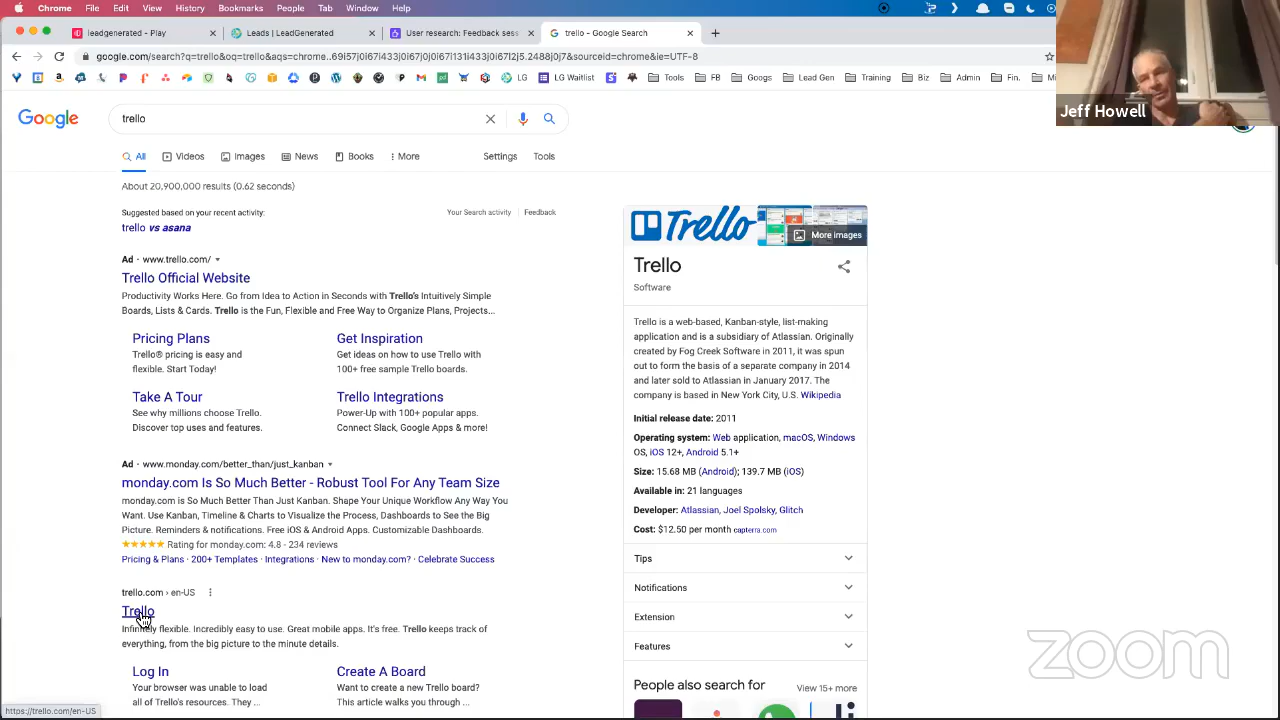 Chrome File Edit View History Bookmarks People Tab Window Help
leadgenerated - Play
Leads | LeadGenerated
User research: Feedback sess
trello - Google Search
google.com/search?q=trello&oq=trello&aqs=chrome..69i57j0i433j0i67j0i5j0i433j0i67l2j5.2488j0j7&sourceid=chrome&ie=UTF-8
LG LG Waitlist Tools FB Googs Lead Gen Training Biz Admin Fin.
Jeff Howell
Google
trello
All Videos Images News Books More Settings Tools
About 20,900,000 results (0.62 seconds)
Suggested based on your recent activity: Your Search activity Feedback
trello vs asana
Ad · www.trello.com/
Trello Official Website
Productivity Works Here. Go from Idea to Action in Seconds with Trello's Intuitively Simple
Boards, Lists & Cards. Trello is the Fun, Flexible and Free Way to Organize Plans, Projects...
Pricing Plans
Trello® pricing is easy and
flexible. Start Today!
Get Inspiration
Get ideas on how to use Trello with
100+ free sample Trello boards.
Take A Tour
See why millions choose Trello.
Discover top uses and features.
Trello Integrations
Power-Up with 100+ popular apps.
Connect Slack, Google Apps & more!
Ad · www.monday.com/better_than/just_kanban
monday.com Is So Much Better - Robust Tool For Any Team Size
monday.com is So Much Better Than Just Kanban. Shape Your Unique Workflow Any Way You
Want. Use Kanban, Timeline & Charts to Visualize the Process, Dashboards to See the Big
Picture. Reminders & notifications. Free iOS & Android Apps. Customizable Dashboards.
Rating for monday.com: 4.8 - 234 reviews
Pricing & Plans · 200+ Templates · Integrations · New to monday.com? · Celebrate Success
trello.com › en-US
Trello
Infinitely flexible. Incredibly easy to use. Great mobile apps. It's free. Trello keeps track of
everything, from the big picture to the minute details.
Log In
Your browser was unable to load
all of Trello's resources. They ...
Create A Board
Want to create a new Trello board?
This article walks you through ...
https://trello.com/en-US
Trello
More images
Trello
Software
Trello is a web-based, Kanban-style, list-making
application and is a subsidiary of Atlassian. Originally
created by Fog Creek Software in 2011, it was spun
out to form the basis of a separate company in 2014
and later sold to Atlassian in January 2017. The
company is based in New York City, U.S. Wikipedia
Initial release date: 2011
Operating system: Web application, macOS, Windows
OS, iOS 12+, Android 5.1+
Size: 15.68 MB (Android); 139.7 MB (iOS)
Available in: 21 languages
Developer: Atlassian, Joel Spolsky, Glitch
Cost: $12.50 per month capterra.com
Tips
Notifications
Extension
Features
People also search for View 15+ more
zoom